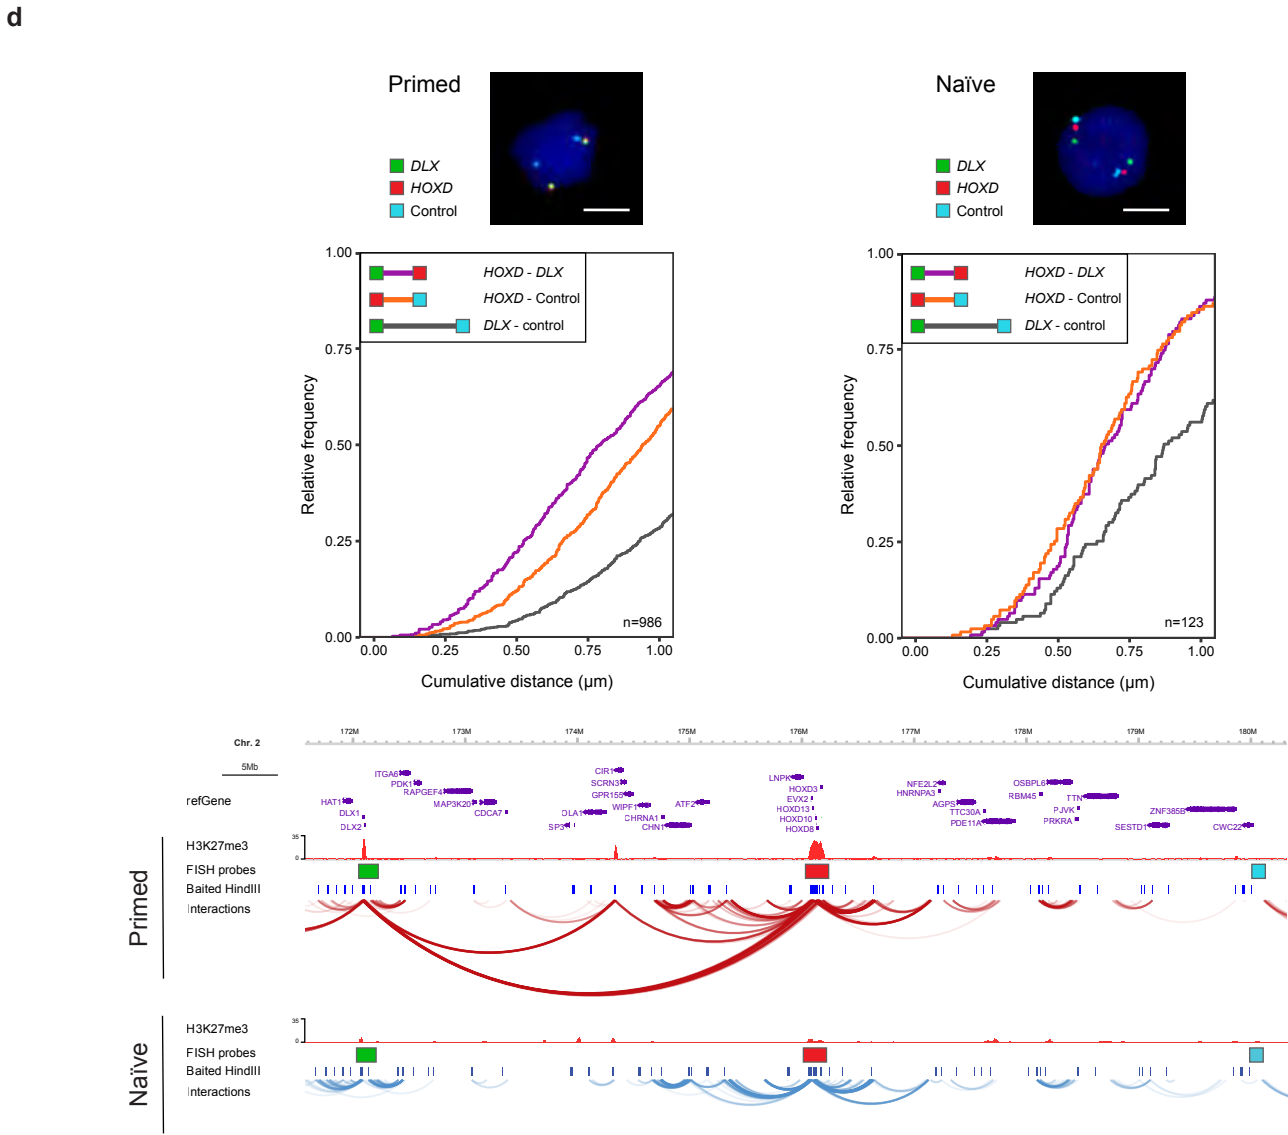 d
Primed
DLX
HOXD
Control
Naïve
DLX
HOXD
Control
1.00
0.75
0.50
0.25
0.00
Relative frequency
HOXD - DLX
HOXD - Control
DLX - control
n=986
0.00 0.25 0.50 0.75 1.00
Cumulative distance (µm)
1.00
0.75
0.50
0.25
0.00
Relative frequency
HOXD - DLX
HOXD - Control
DLX - control
n=123
0.00 0.25 0.50 0.75 1.00
Cumulative distance (µm)
172M 173M 174M 175M 176M 177M 178M 179M 180M
Chr. 2
5Mb
refGene
ITGA6 CIR1 LNPK NFE2L2 OSBPL6
PDK1 SCRN3 HOXD3
RAPGEF4 GPR155 EVX2 HNRNPA3 RBM45 TTN
HAT1 MAP3K20 WIPF1 ATF2 AGPS
DLX1 CDCA7 DLA1 CHRNA1 HOXD13 TTC30A PJVK ZNF385B
DLX2 SP3 CHN1 HOXD10 PDE11A PRKRA SESTD1 CWC22
HOXD8
Primed
H3K27me3
35
0
FISH probes
Baited HindIII
Interactions
Naïve
H3K27me3
35
0
FISH probes
Baited HindIII
Interactions